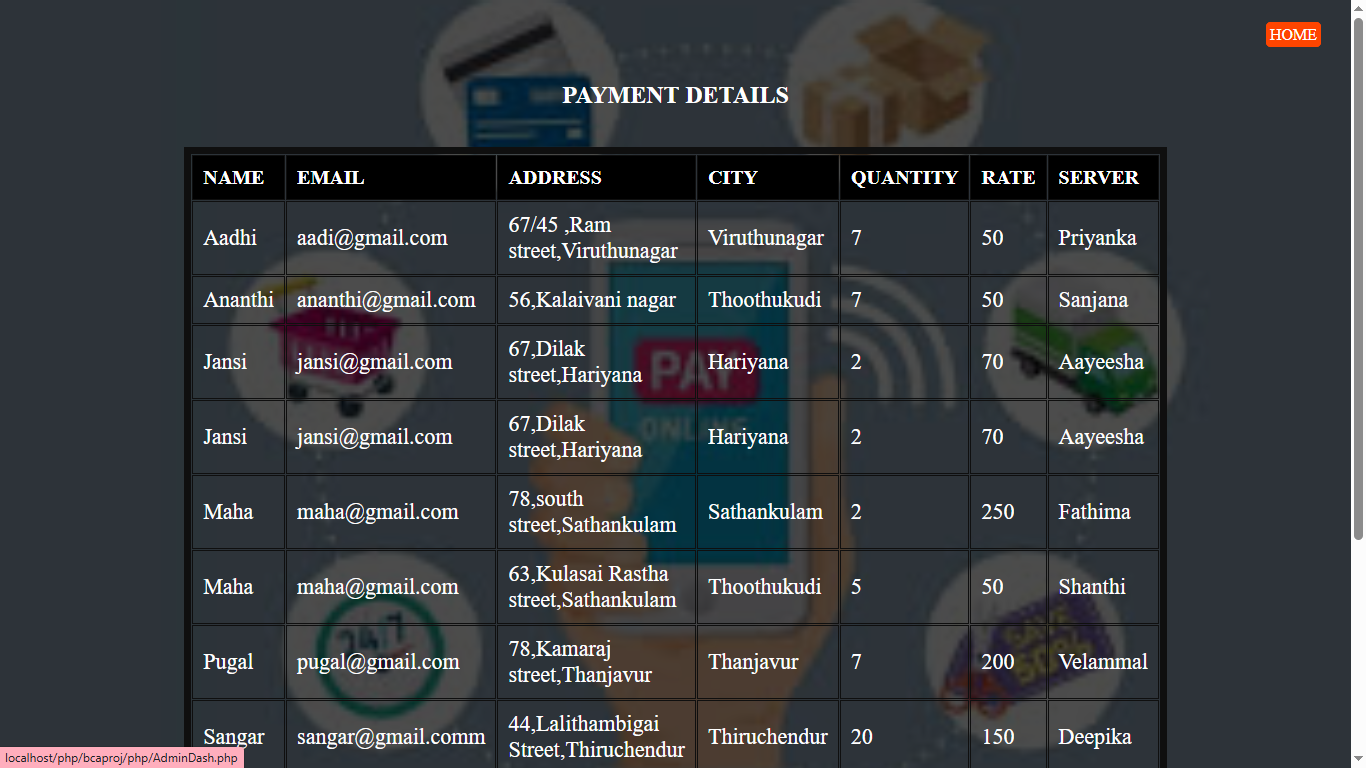 HOME
PAYMENT DETAILS
NAME EMAIL ADDRESS CITY QUANTITY RATE SERVER
Aadhi aadi@gmail.com 67/45 ,Ram street,Viruthunagar Viruthunagar 7 50 Priyanka
Ananthi ananthi@gmail.com 56,Kalaivani nagar Thoothukudi 7 50 Sanjana
Jansi jansi@gmail.com 67,Dilak street,Hariyana Hariyana 2 70 Aayeesha
Jansi jansi@gmail.com 67,Dilak street,Hariyana Hariyana 2 70 Aayeesha
Maha maha@gmail.com 78,south street,Sathankulam Sathankulam 2 250 Fathima
Maha maha@gmail.com 63,Kulasai Rastha street,Sathankulam Thoothukudi 5 50 Shanthi
Pugal pugal@gmail.com 78,Kamaraj street,Thanjavur Thanjavur 7 200 Velammal
Sangar sangar@gmail.comm 44,Lalithambigai Street,Thiruchendur Thiruchendur 20 150 Deepika
PAY
ONLINE
24/7
localhost/php/bcaproj/php/AdminDash.php